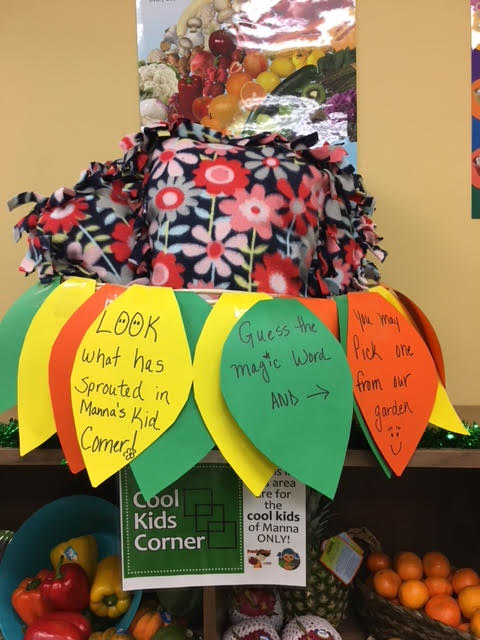 LOOK
what has
Sprouted in
Manna's Kid
Corner!
Guess the
magic Word
AND →
You may
Pick one
from our
garden
Cool
Kids
Corner
area
are for the
cool kids
of Manna
ONLY!